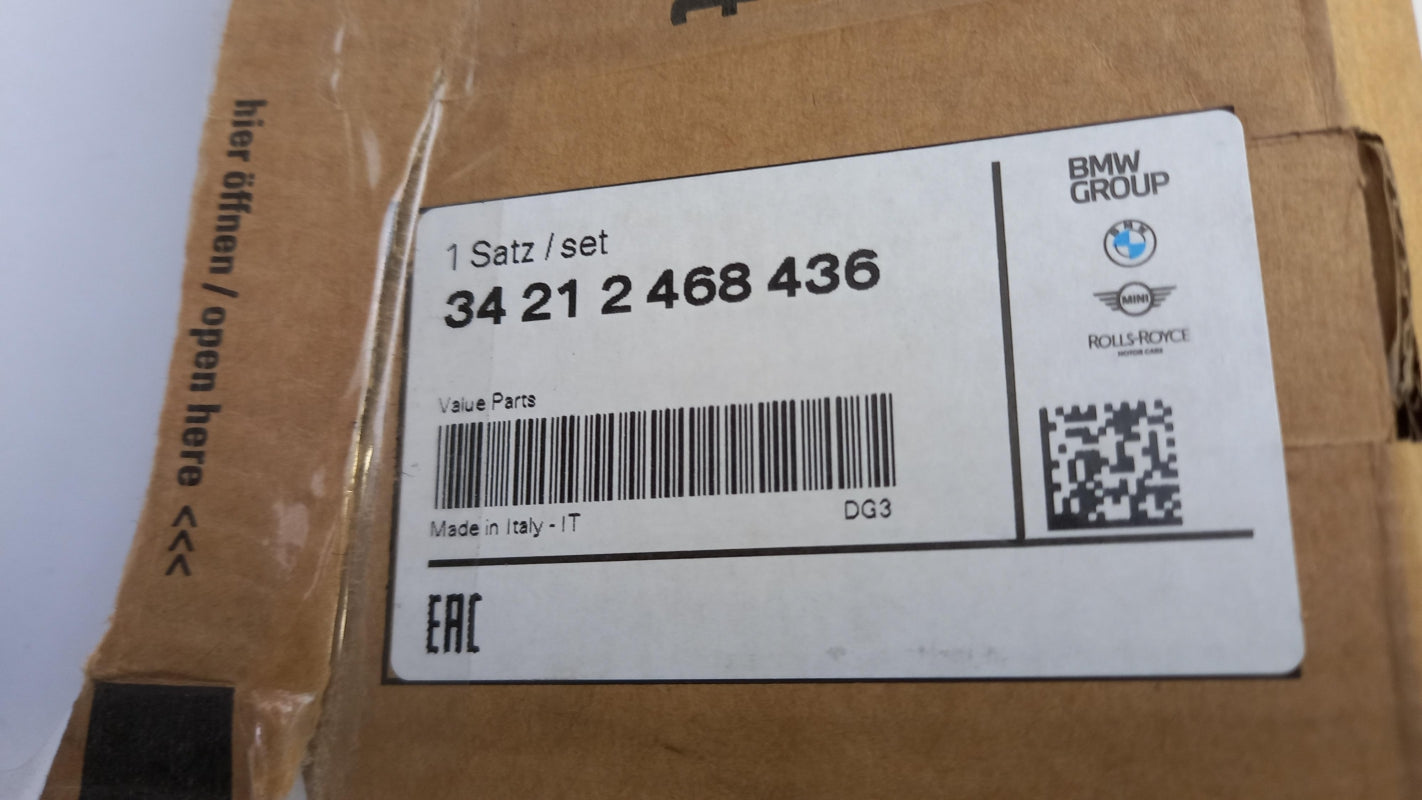 hier öffnen / open here <<<
1 Satz / set
34 21 2 468 436
Value Parts
Made in Italy - IT
DG3
EAC
BMW
GROUP
BMW
MINI
ROLLS-ROYCE
MOTOR CARS